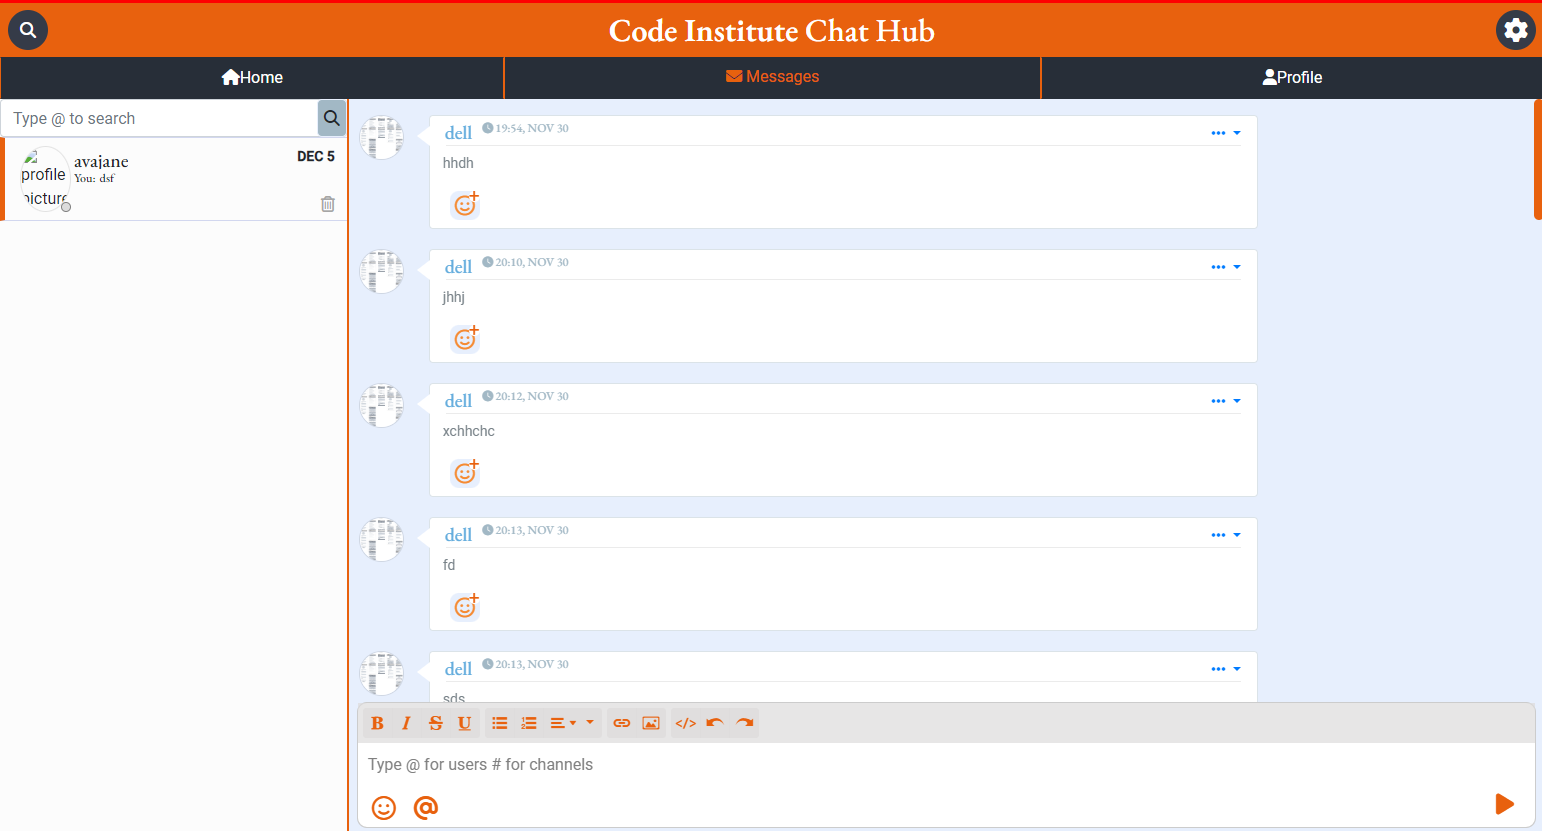 Code Institute Chat Hub
Home
Messages
Profile
Type @ to search
profile
picture
avajane
You: dsf
DEC 5
dell 19:54, NOV 30
hhdh
dell 20:10, NOV 30
jhhj
dell 20:12, NOV 30
xchhchc
dell 20:13, NOV 30
fd
dell 20:13, NOV 30
sds
B I S U
Type @ for users # for channels